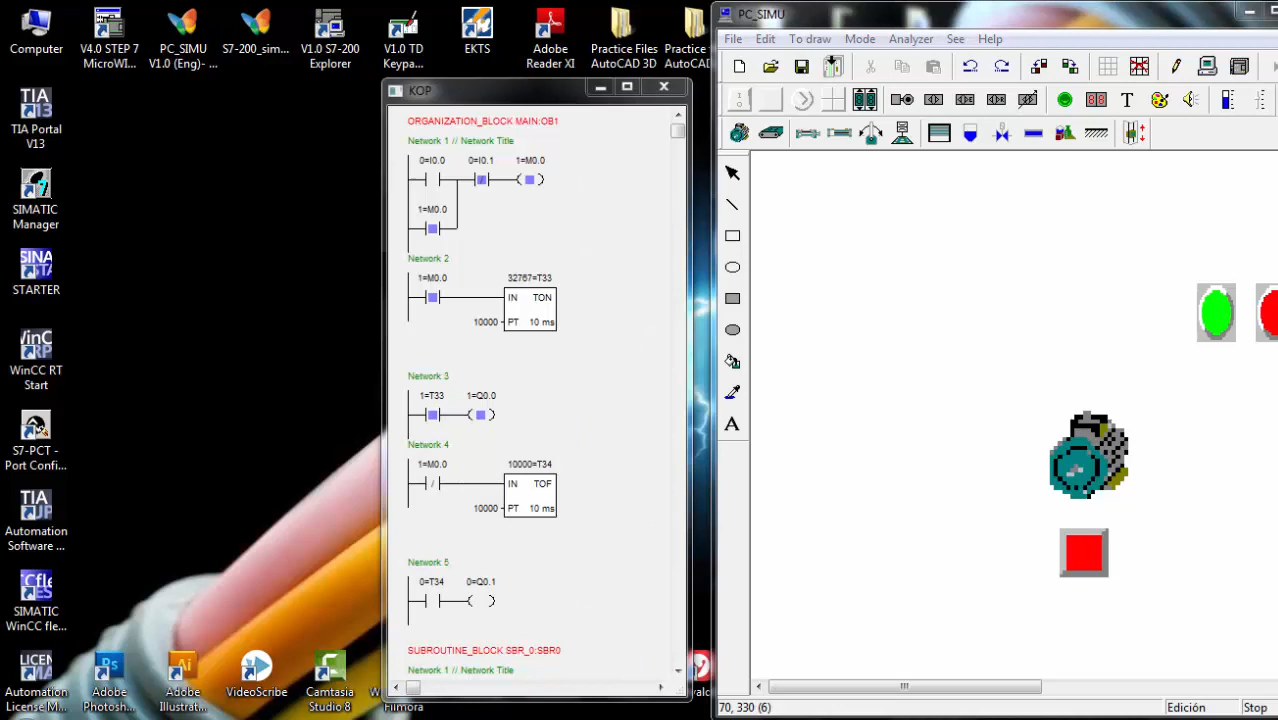 Computer
V4.0 STEP 7
MicroWI...
PC_SIMU
V1.0 (Eng)- ...
S7-200_sim...
V1.0 S7-200
Explorer
V1.0 TD
Keypa...
EKTS
Adobe
Reader XI
Practice Files
AutoCAD 3D
TIA Portal
V13
SIMATIC
Manager
STARTER
WinCC RT
Start
S7-PCT -
Port Confi...
Automation
Software ...
SIMATIC
WinCC fle...
Automation
License M...
Adobe
Photosh...
Adobe
Illustrat...
VideoScribe
Camtasia
Studio 8
Filmora
KOP
ORGANIZATION_BLOCK MAIN:OB1
Network 1 // Network Title
0=I0.0 0=I0.1 1=M0.0
1=M0.0
Network 2
1=M0.0 32767=T33
IN TON
10000 PT 10 ms
Network 3
1=T33 1=Q0.0
Network 4
1=M0.0 10000=T34
IN TOF
10000 PT 10 ms
Network 5
0=T34 0=Q0.1
SUBROUTINE_BLOCK SBR_0:SBR0
Network 1 // Network Title
PC_SIMU
File Edit To draw Mode Analyzer See Help
70, 330 (6) Edición Stop